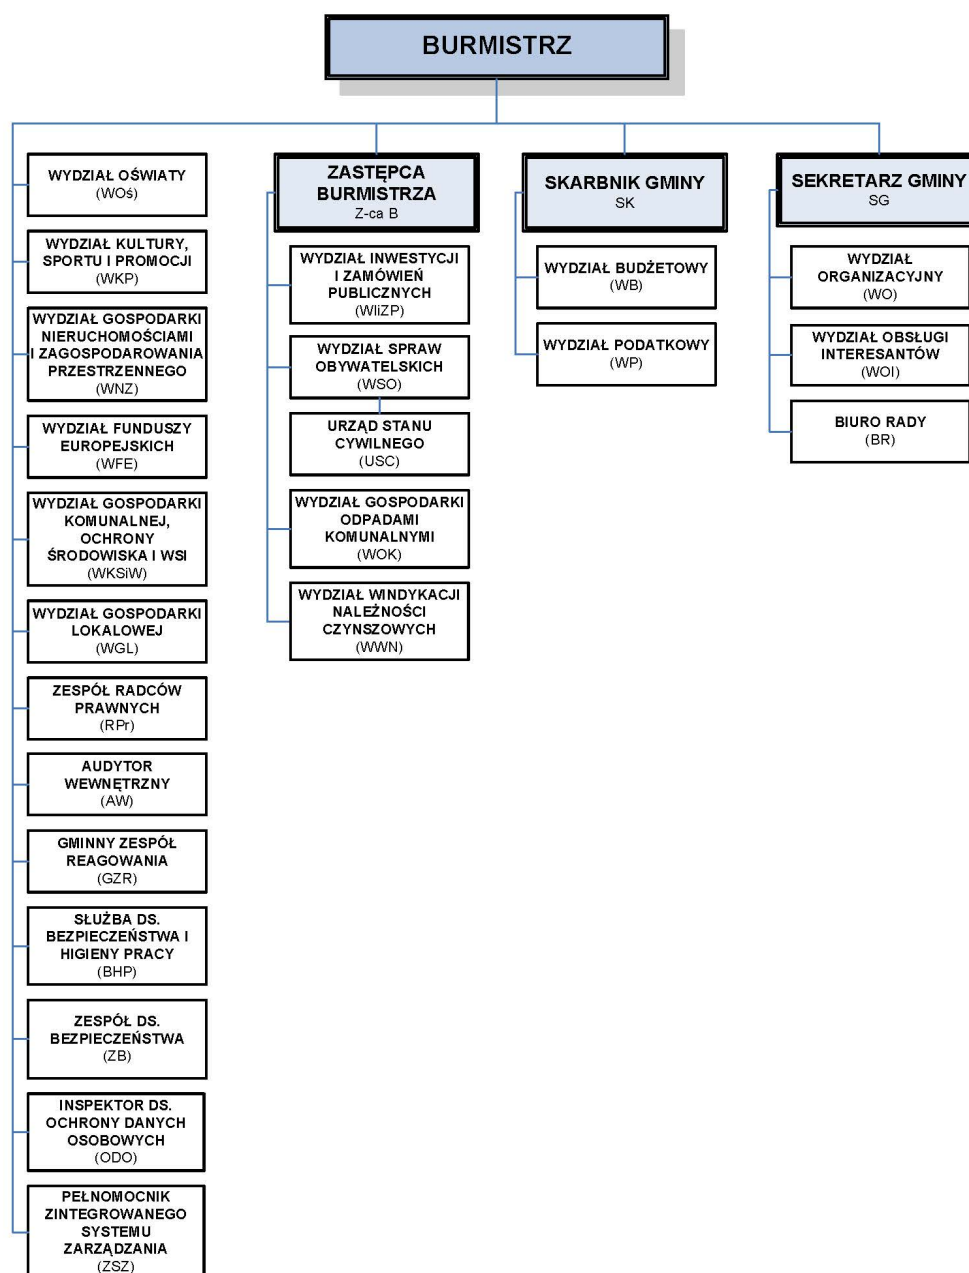 BURMISTRZ
WYDZIAŁ OŚWIATY
(WOś)
WYDZIAŁ KULTURY,
SPORTU I PROMOCJI
(WKP)
WYDZIAŁ GOSPODARKI
NIERUCHOMOŚCIAMI
I ZAGOSPODAROWANIA
PRZESTRZENNEGO
(WNZ)
WYDZIAŁ FUNDUSZY
EUROPEJSKICH
(WFE)
WYDZIAŁ GOSPODARKI
KOMUNALNEJ,
OCHRONY
ŚRODOWISKA I WSI
(WKSiW)
WYDZIAŁ GOSPODARKI
LOKALOWEJ
(WGL)
ZESPÓŁ RADCÓW
PRAWNYCH
(RPr)
AUDYTOR
WEWNĘTRZNY
(AW)
GMINNY ZESPÓŁ
REAGOWANIA
(GZR)
SŁUŻBA DS.
BEZPIECZEŃSTWA I
HIGIENY PRACY
(BHP)
ZESPÓŁ DS.
BEZPIECZEŃSTWA
(ZB)
INSPEKTOR DS.
OCHRONY DANYCH
OSOBOWYCH
(ODO)
PEŁNOMOCNIK
ZINTEGROWANEGO
SYSTEMU
ZARZĄDZANIA
(ZSZ)
ZASTĘPCA
BURMISTRZA
Z-ca B
WYDZIAŁ INWESTYCJI
I ZAMÓWIEŃ
PUBLICZNYCH
(WIiZP)
WYDZIAŁ SPRAW
OBYWATELSKICH
(WSO)
URZĄD STANU
CYWILNEGO
(USC)
WYDZIAŁ GOSPODARKI
ODPADAMI
KOMUNALNYMI
(WOK)
WYDZIAŁ WINDYKACJI
NALEŻNOŚCI
CZYNSZOWYCH
(WWN)
SKARBNIK GMINY
SK
WYDZIAŁ BUDŻETOWY
(WB)
WYDZIAŁ PODATKOWY
(WP)
SEKRETARZ GMINY
SG
WYDZIAŁ
ORGANIZACYJNY
(WO)
WYDZIAŁ OBSŁUGI
INTERESANTÓW
(WOI)
BIURO RADY
(BR)